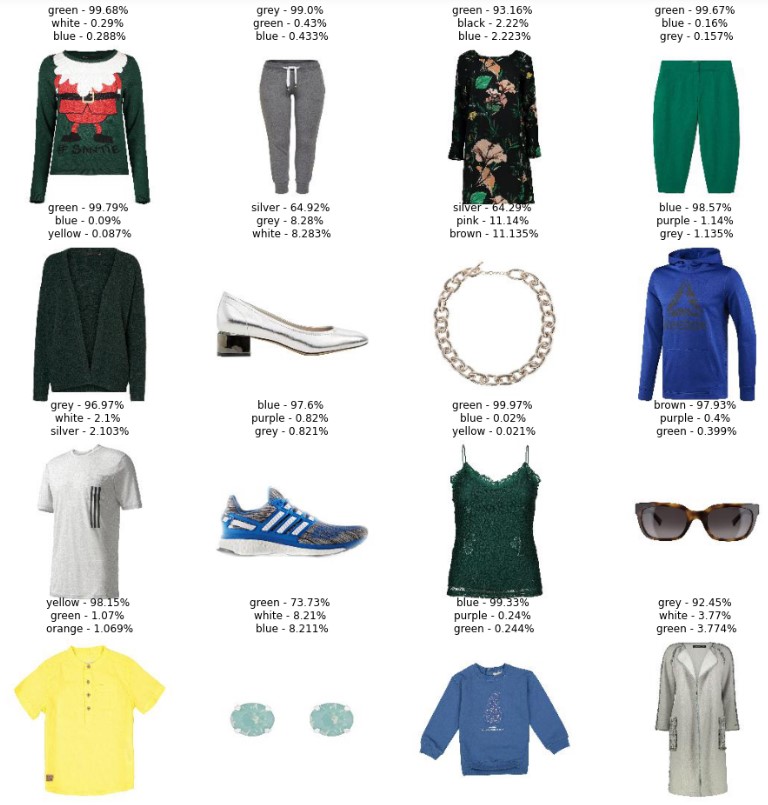 green - 99.68%
white - 0.29%
blue - 0.288%
grey - 99.0%
green - 0.43%
blue - 0.433%
green - 93.16%
black - 2.22%
blue - 2.223%
green - 99.67%
blue - 0.16%
grey - 0.157%
# SANTIE
green - 99.79%
blue - 0.09%
yellow - 0.087%
silver - 64.92%
grey - 8.28%
white - 8.283%
silver - 64.29%
pink - 11.14%
brown - 11.135%
blue - 98.57%
purple - 1.14%
grey - 1.135%
grey - 96.97%
white - 2.1%
silver - 2.103%
blue - 97.6%
purple - 0.82%
grey - 0.821%
green - 99.97%
blue - 0.02%
yellow - 0.021%
brown - 97.93%
purple - 0.4%
green - 0.399%
yellow - 98.15%
green - 1.07%
orange - 1.069%
green - 73.73%
white - 8.21%
blue - 8.211%
blue - 99.33%
purple - 0.24%
green - 0.244%
grey - 92.45%
white - 3.77%
green - 3.774%